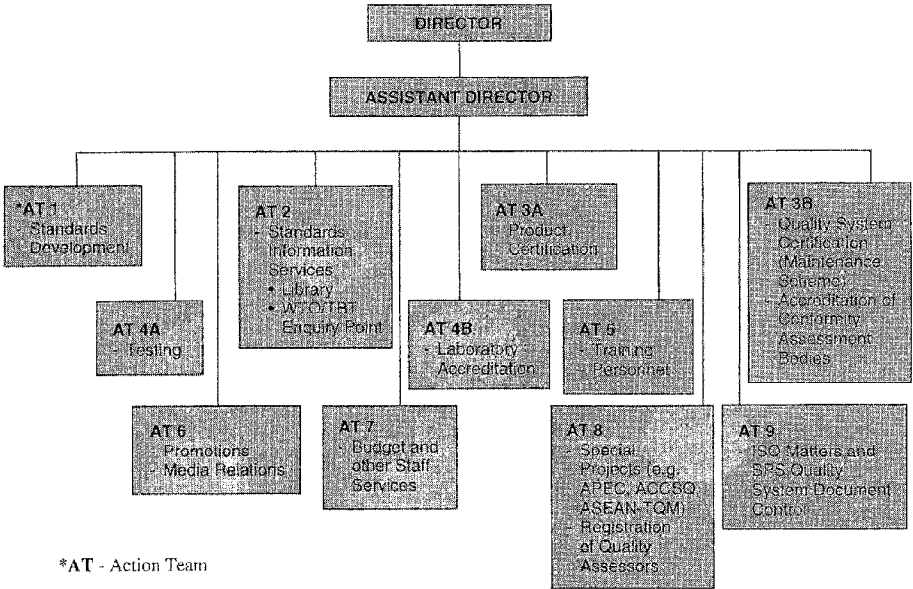 DIRECTOR
ASSISTANT DIRECTOR
*AT 1
- Standards
Development
AT 2
- Standards
Information
Services
• Library
• WTO/TBT
Enquiry Point
AT 3A
- Product
Certification
AT 3B
- Quality System
Certification
(Maintenance
Scheme)
- Accreditation of
Conformity
Assessment
Bodies
AT 4A
- Testing
AT 4B
- Laboratory
Accreditation
AT 5
- Training
- Personnel
AT 6
- Promotions
- Media Relations
AT 7
- Budget and
other Staff
Services
AT 8
- Special
Projects (e.g.
APEC, ACCSQ,
ASEAN-TQM)
- Registration
of Quality
Assessors
AT 9
- ISO Matters and
BPS Quality
System Document
Control
*AT - Action Team